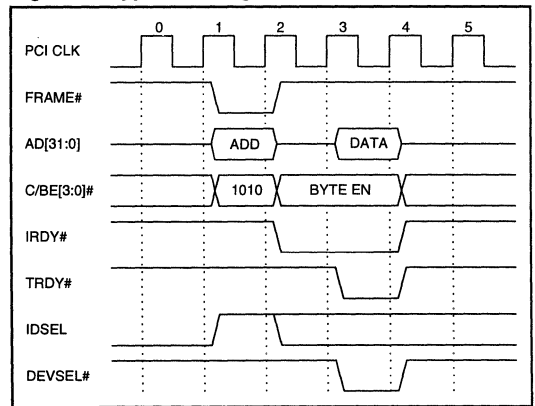 0 1 2 3 4 5
PCI CLK
FRAME#
AD[31:0] ADD DATA
C/BE[3:0]# 1010 BYTE EN
IRDY#
TRDY#
IDSEL
DEVSEL#